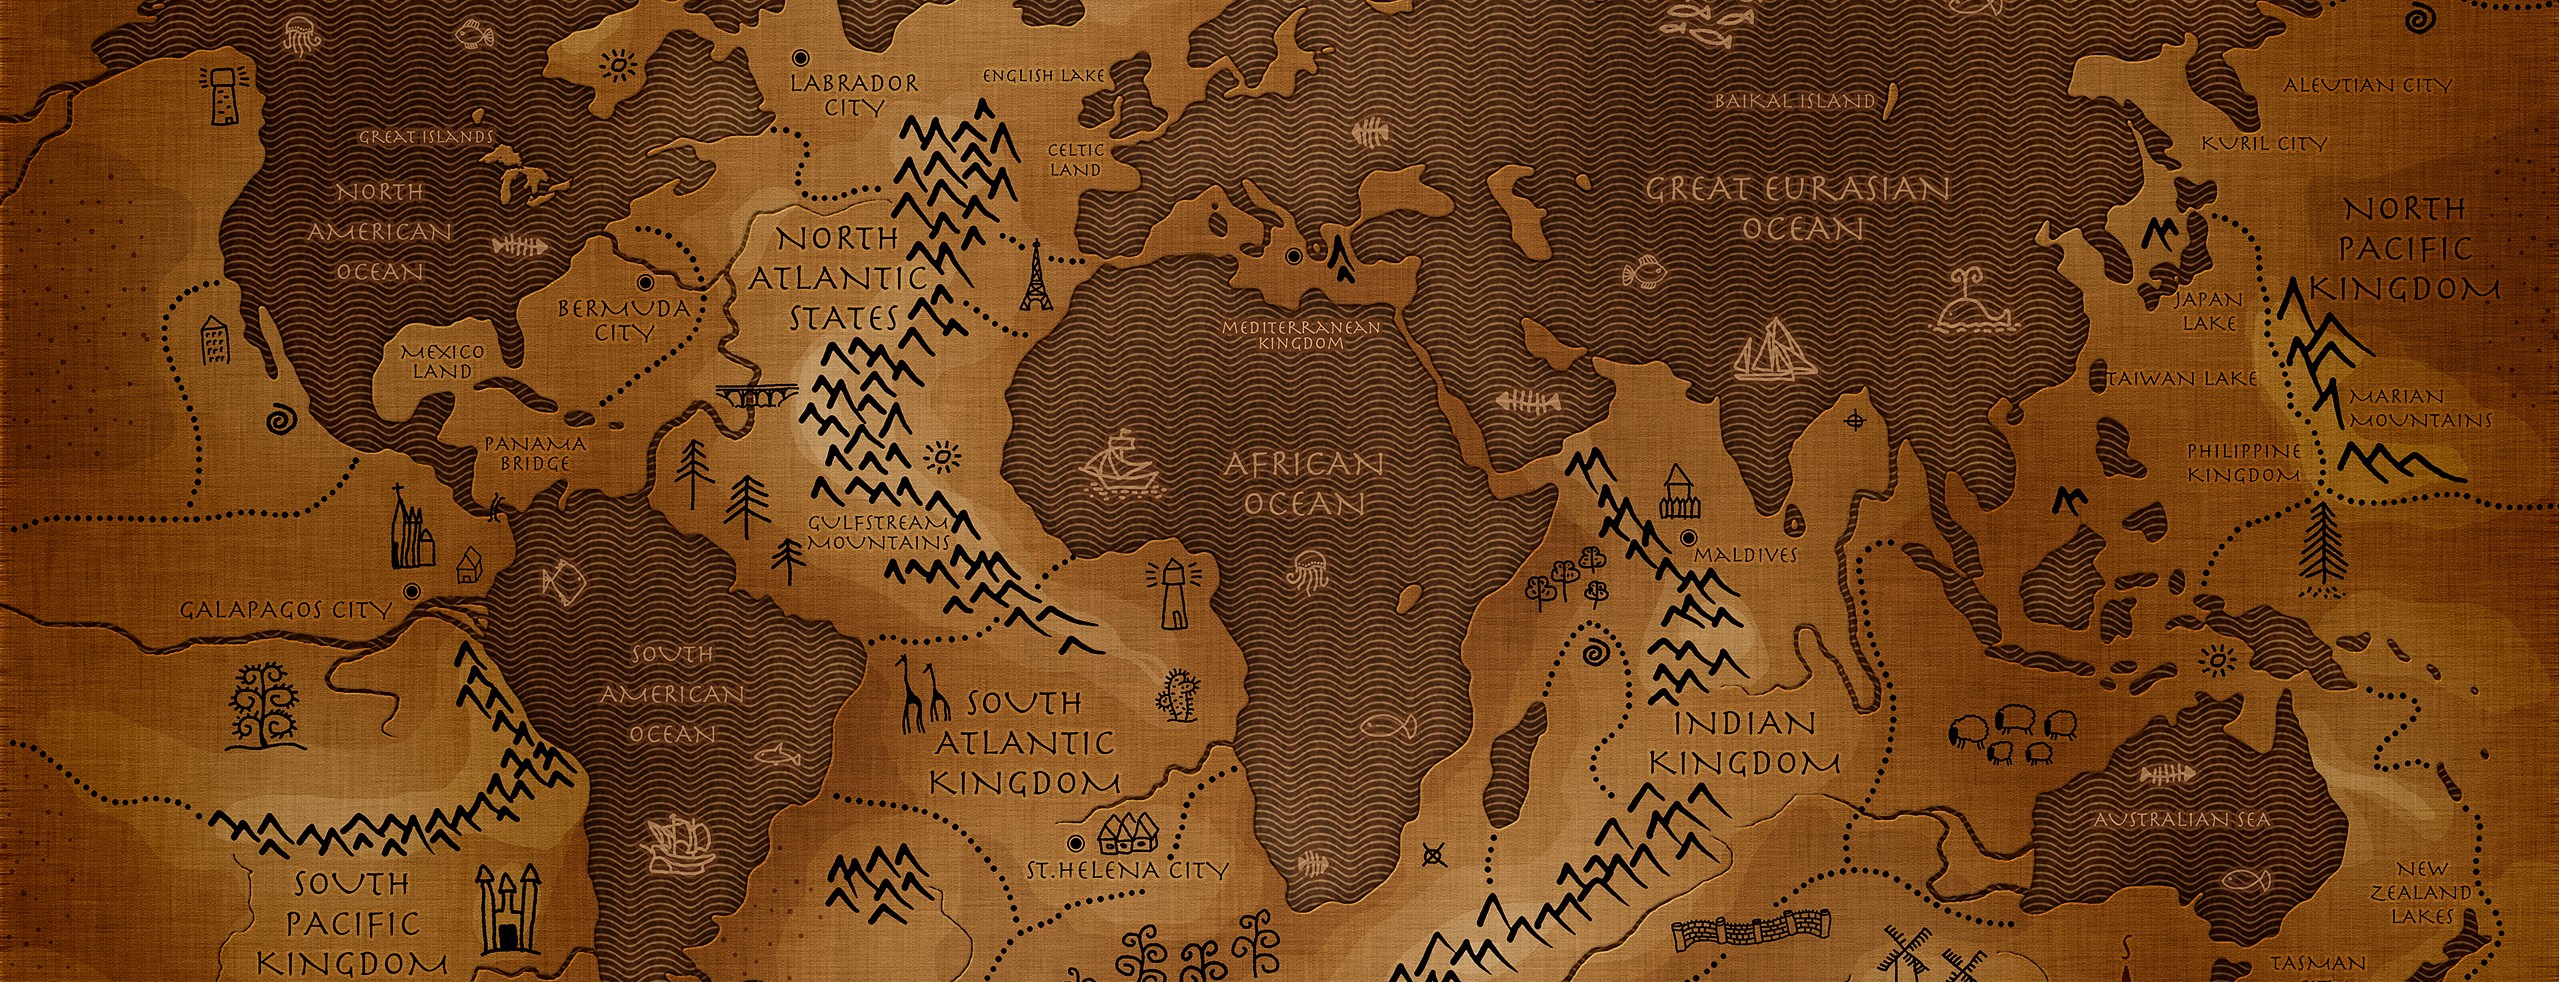 LABRADOR
CITY
ENGLISH LAKE
CELTIC
LAND
GREAT ISLANDS
NORTH
AMERICAN
OCEAN
BERMUDA
CITY
MEXICO
LAND
PANAMA
BRIDGE
NORTH
ATLANTIC
STATES
GULFSTREAM
MOUNTAINS
MEDITERRANEAN
KINGDOM
AFRICAN
OCEAN
BAIKAL ISLAND
GREAT EURASIAN
OCEAN
ALEUTIAN CITY
KURIL CITY
NORTH
PACIFIC
KINGDOM
JAPAN
LAKE
TAIWAN LAKE
MARIAN
MOUNTAINS
PHILIPPINE
KINGDOM
MALDIVES
GALAPAGOS CITY
SOUTH
AMERICAN
OCEAN
SOUTH
ATLANTIC
KINGDOM
ST.HELENA CITY
INDIAN
KINGDOM
AUSTRALIAN SEA
SOUTH
PACIFIC
KINGDOM
NEW
ZEALAND
LAKES
S
TASMAN